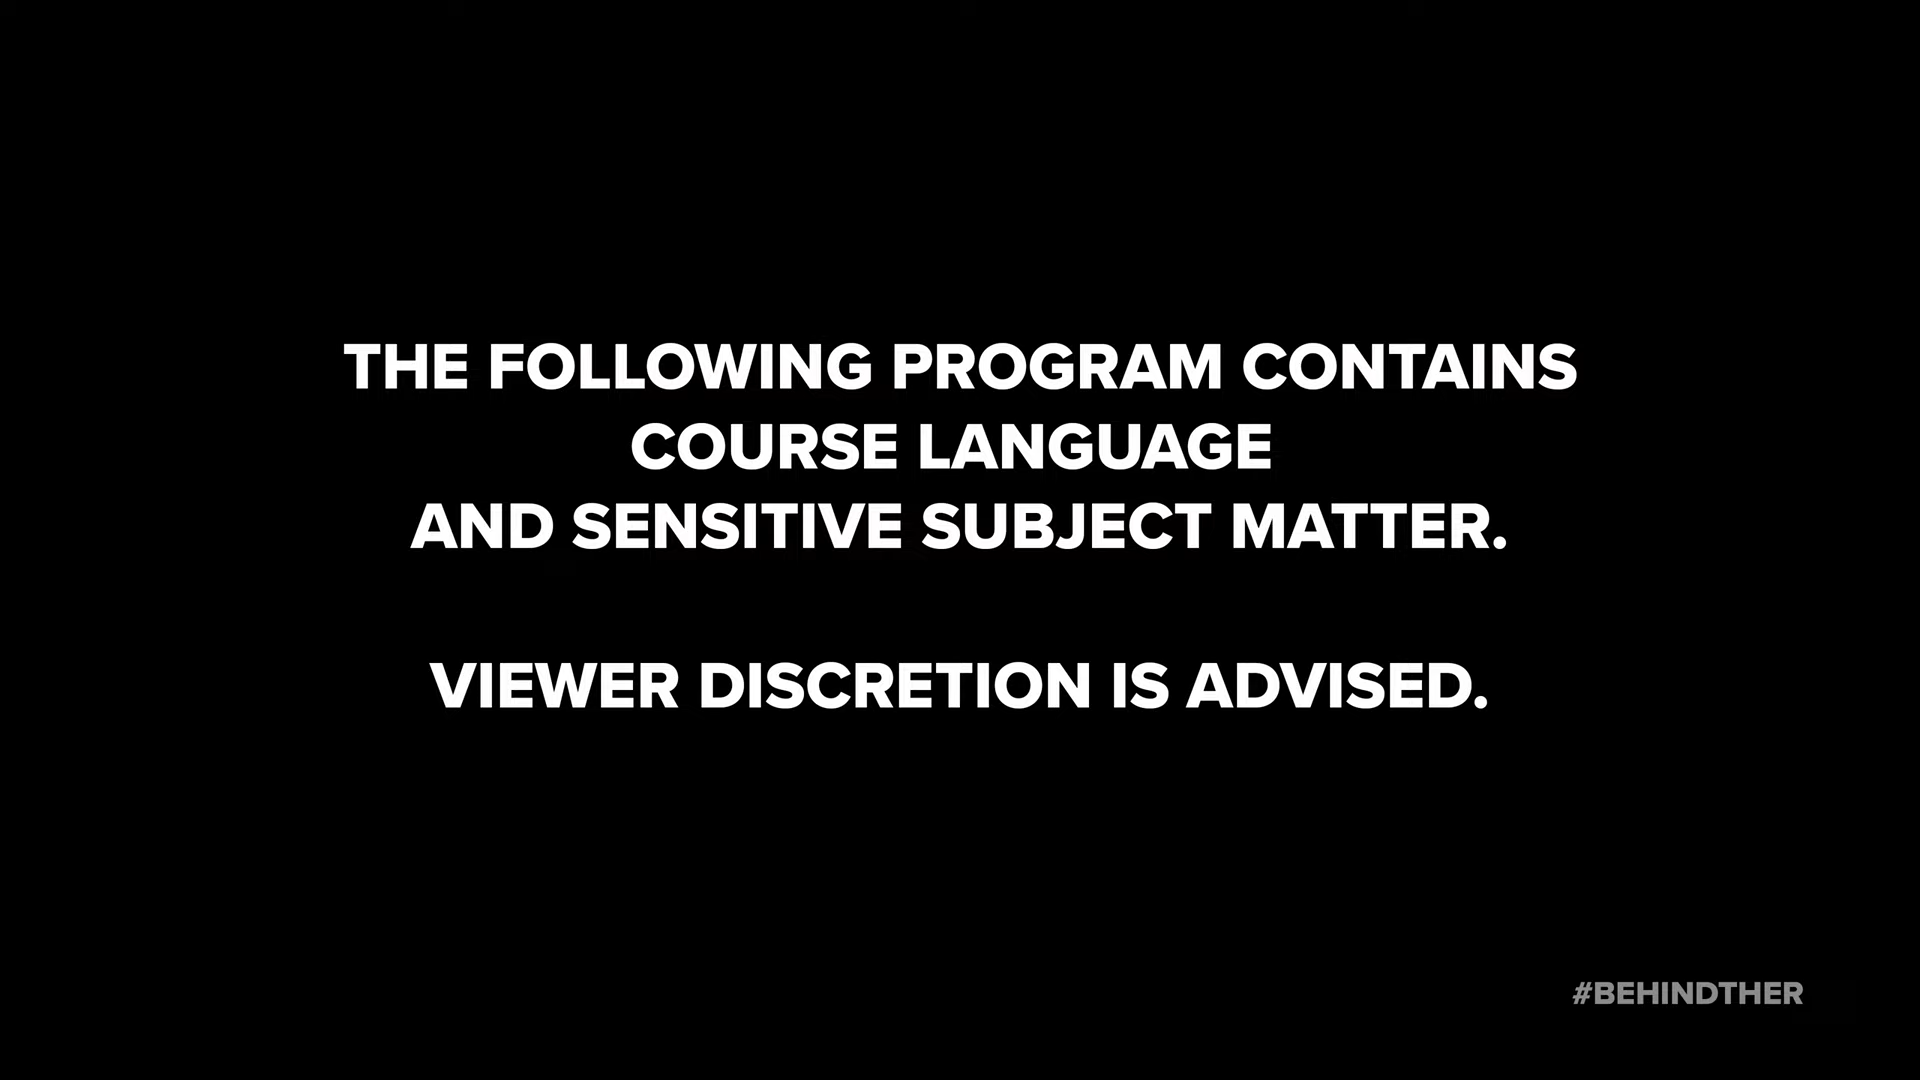 THE FOLLOWING PROGRAM CONTAINS
COURSE LANGUAGE
AND SENSITIVE SUBJECT MATTER.
VIEWER DISCRETION IS ADVISED.
#BEHINDTHER